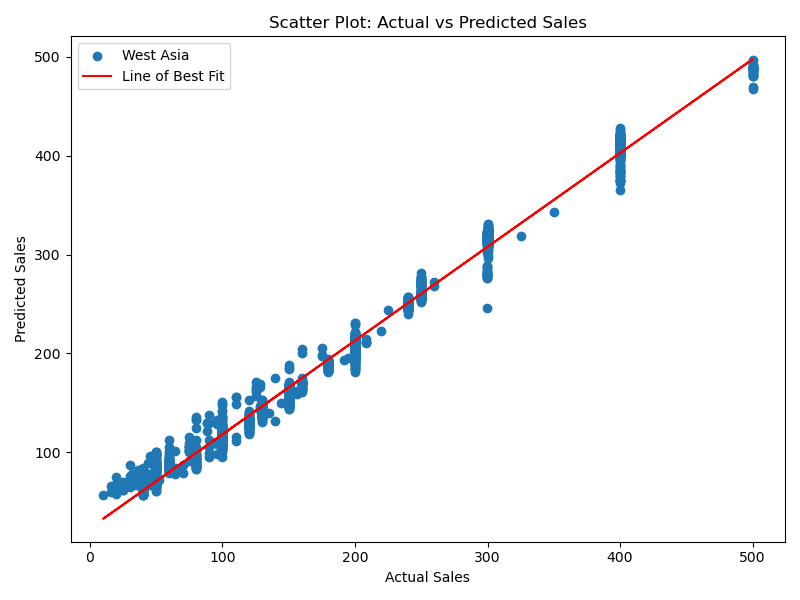 Scatter Plot: Actual vs Predicted Sales
West Asia
Line of Best Fit
Predicted Sales
500
400
300
200
100
0 100 200 300 400 500
Actual Sales